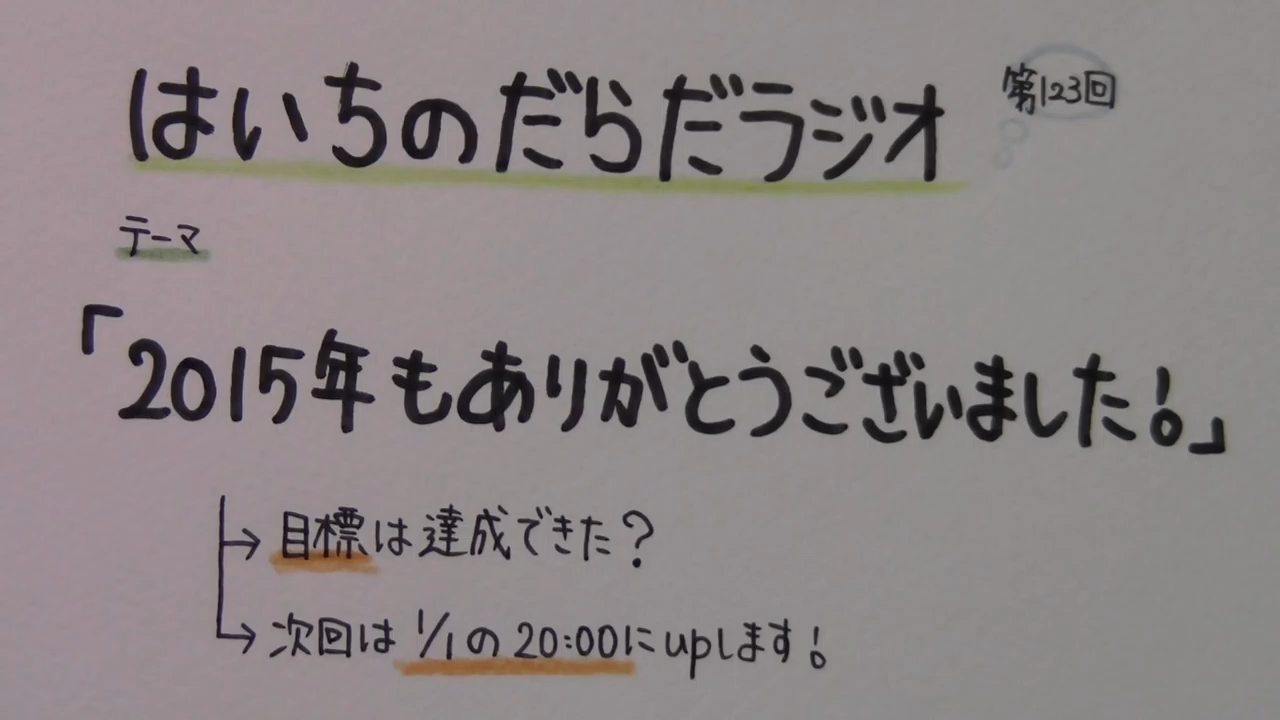 はいちのだらだラジオ 第123回
テーマ
「2015年もありがとうございました!」
目標は達成できた?
次回は 1/1の 20:00にupします!